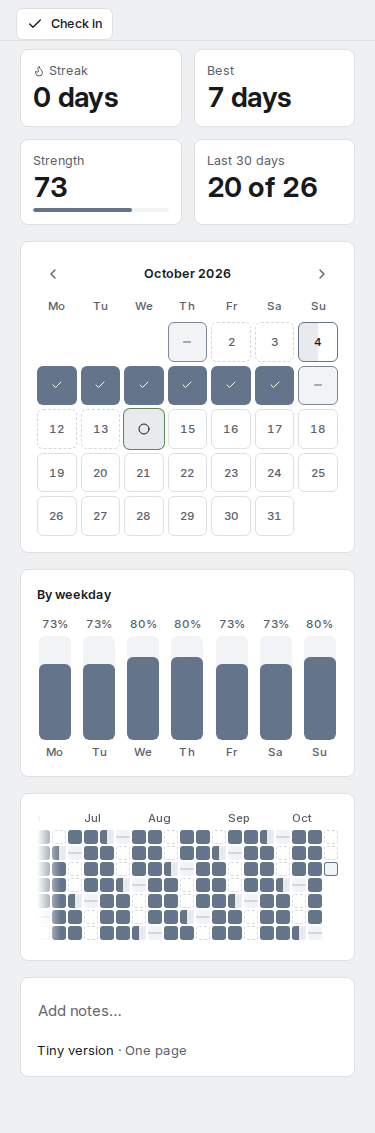 Check in
Streak
0 days
Best
7 days
Strength
73
Last 30 days
20 of 26
October 2026
Mo Tu We Th Fr Sa Su
2 3 4
12 13 15 16 17 18
19 20 21 22 23 24 25
26 27 28 29 30 31
By weekday
73% 73% 80% 80% 73% 73% 80%
Mo Tu We Th Fr Sa Su
Jul Aug Sep Oct
Add notes...
Tiny version · One page